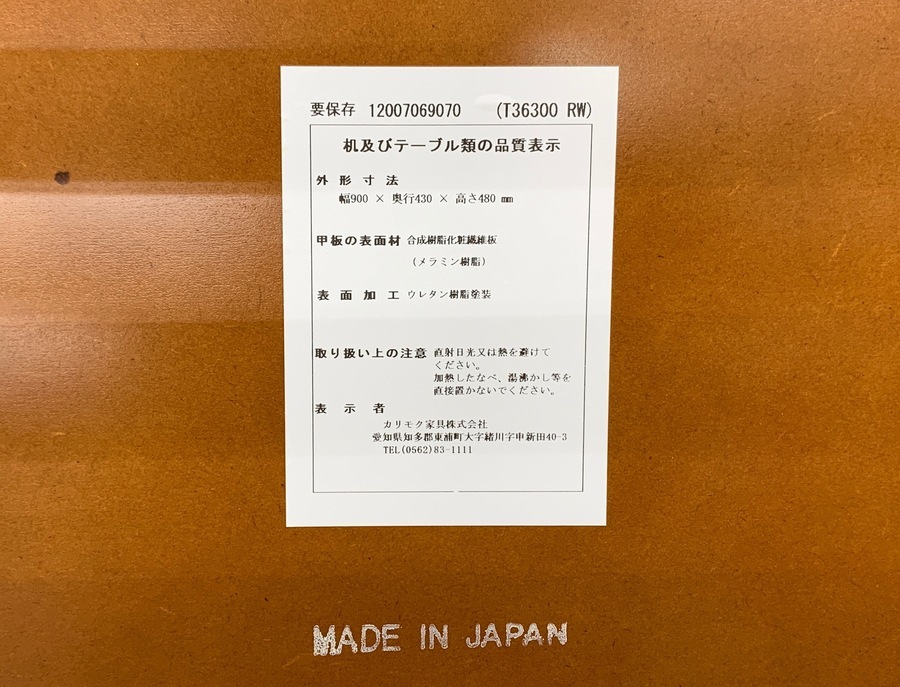 要保存 12007069070 (T36300 RW)
机及びテーブル類の品質表示
外形寸法
幅900 × 奥行430 × 高さ480 mm
甲板の表面材 合成樹脂化粧繊維板
(メラミン樹脂)
表面加工 ウレタン樹脂塗装
取り扱い上の注意 直射日光又は熱を避けて
ください。
加熱したなべ、湯沸かし等を
直接置かないでください。
表示者
カリモク家具株式会社
愛知県知多郡東浦町大字緒川字申新田40-3
TEL(0562)83-1111
MADE IN JAPAN